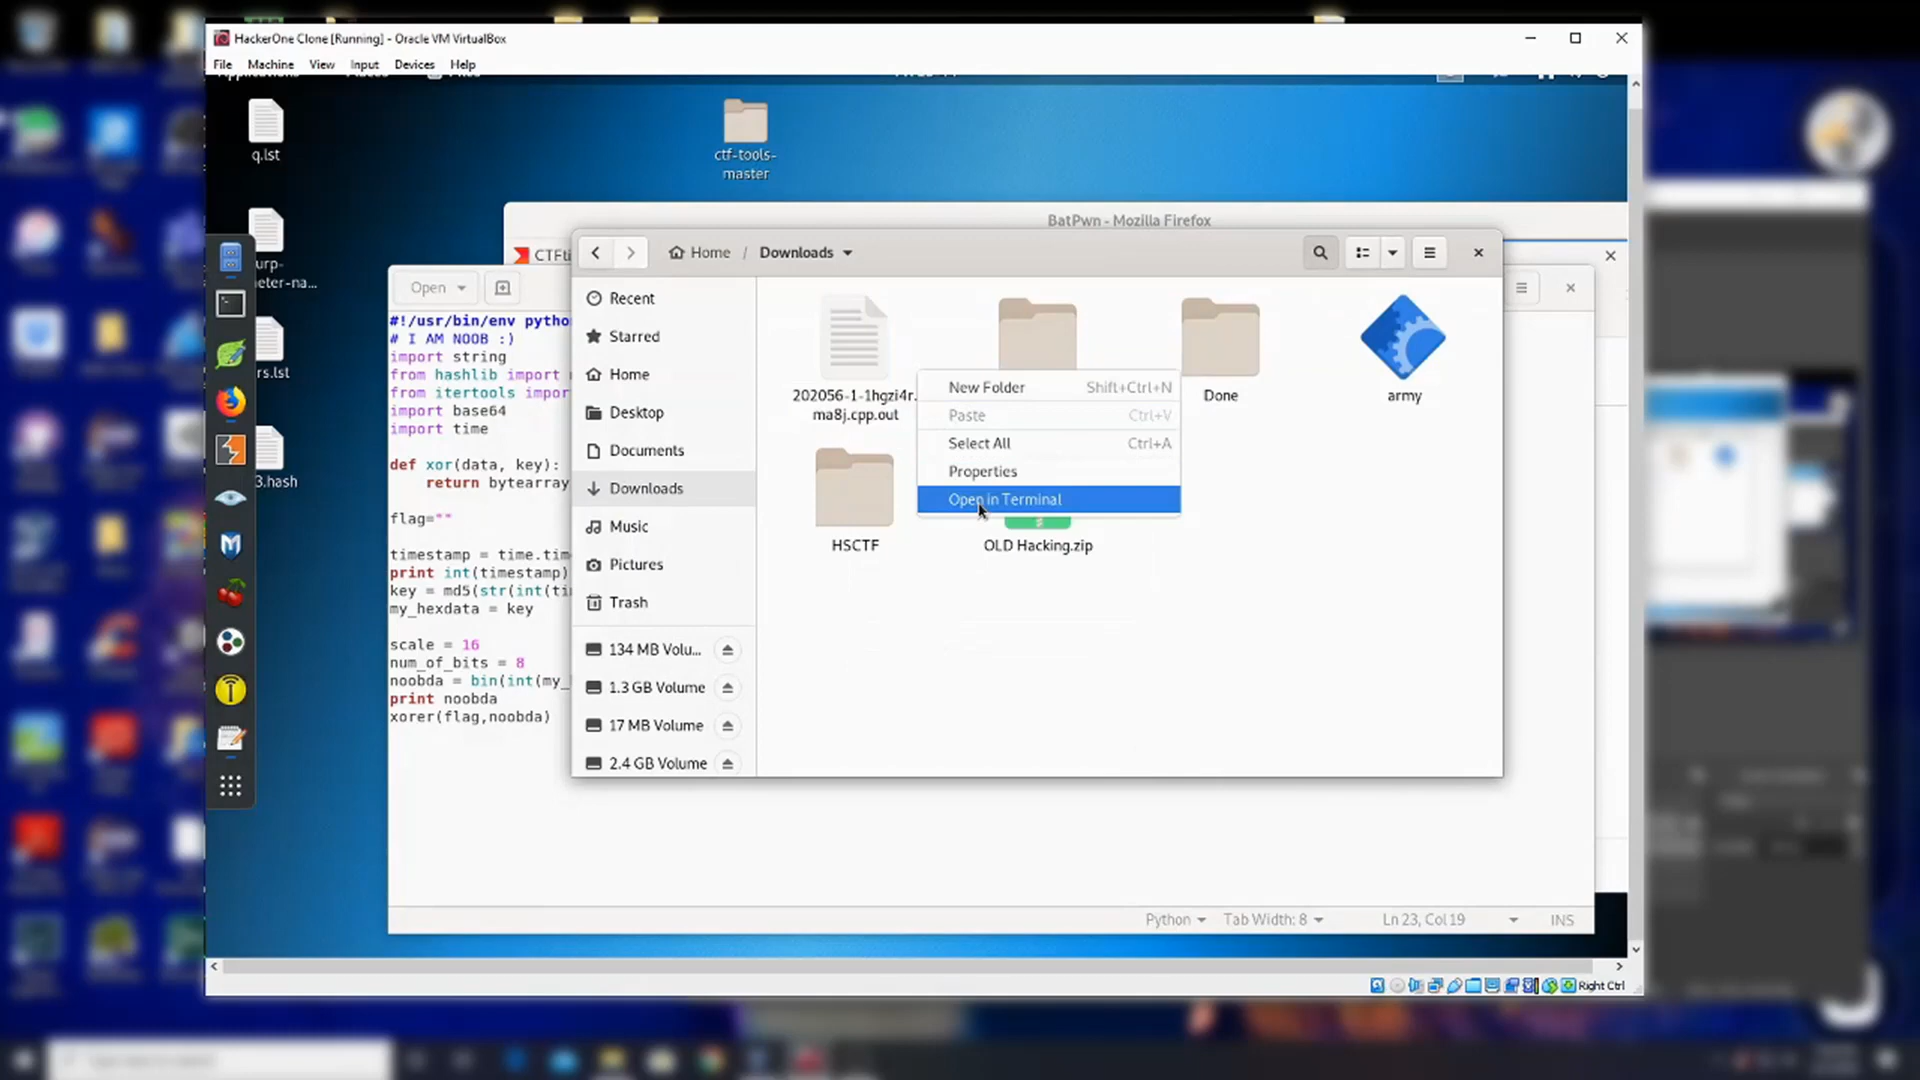 HackerOne Clone [Running] - Oracle VM VirtualBox
File Machine View Input Devices Help
q.lst
ctf-tools-
master
BatPwn - Mozilla Firefox
eter-na...
rs.lst
3.hash
Home / Downloads
Open
#!/usr/bin/env python
# I AM NOOB :)
import string
from hashlib import
from itertools import
import base64
import time
def xor(data, key):
return bytearray
flag=""
timestamp = time.
print int(timestamp)
key = md5(str(int(
my_hexdata = key
scale = 16
num_of_bits = 8
noobda = bin(int(my_
print noobda
xorer(flag,noobda)
Recent
Starred
Home
Desktop
Documents
Downloads
Music
Pictures
Trash
134 MB Volu...
1.3 GB Volume
17 MB Volume
2.4 GB Volume
202056-1-1hgzi4r.
ma8j.cpp.out
Done
army
HSCTF
OLD Hacking.zip
New Folder Shift+Ctrl+N
Paste Ctrl+V
Select All Ctrl+A
Properties
Open in Terminal
Python Tab Width: 8 Ln 23, Col 19 INS
Right Ctrl